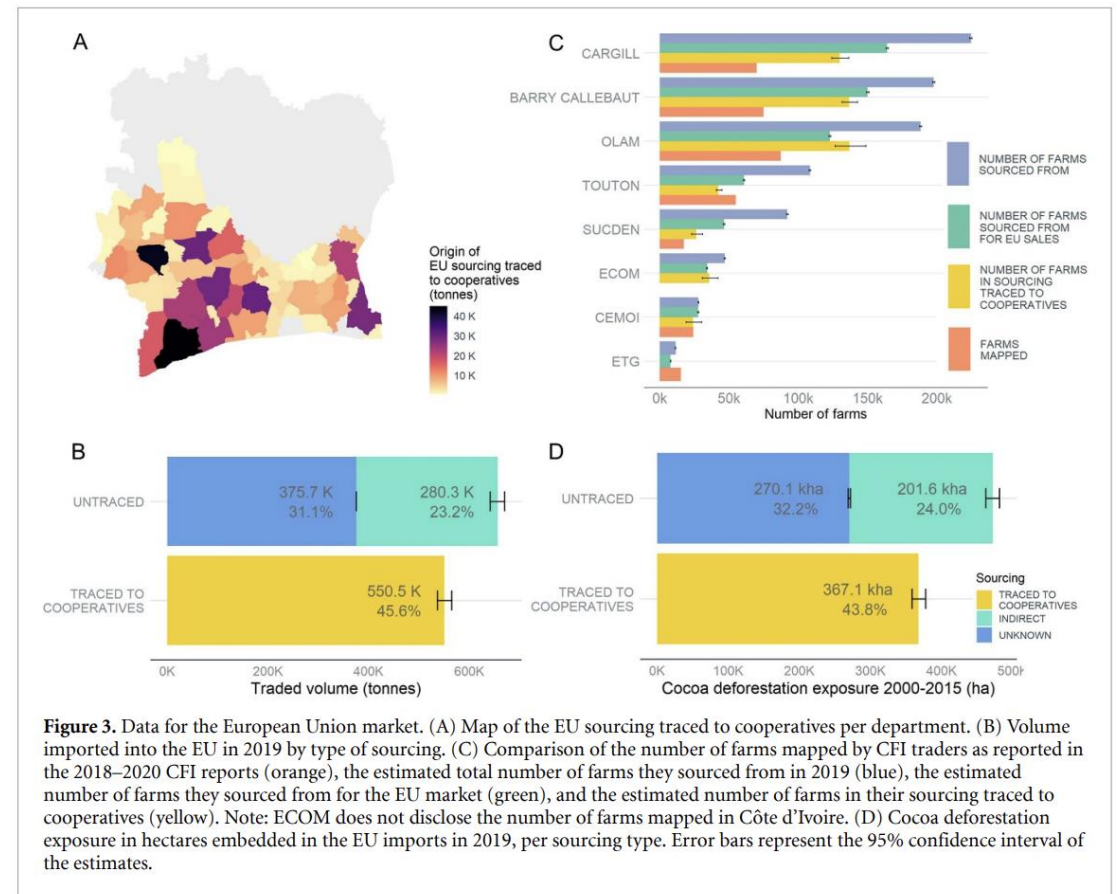 A
Origin of
EU sourcing traced
to cooperatives
(tonnes)
40 K
30 K
20 K
10 K
C
CARGILL
BARRY CALLEBAUT
OLAM
TOUTON
SUCDEN
ECOM
CEMOI
ETG
0k 50k 100k 150k 200k
Number of farms
NUMBER OF FARMS
SOURCED FROM
NUMBER OF FARMS
SOURCED FROM
FOR EU SALES
NUMBER OF FARMS
IN SOURCING
TRACED TO
COOPERATIVES
FARMS
MAPPED
B
UNTRACED
375.7 K
31.1%
280.3 K
23.2%
TRACED TO
COOPERATIVES
550.5 K
45.6%
0K 200K 400K 600K
Traded volume (tonnes)
D
UNTRACED
270.1 kha
32.2%
201.6 kha
24.0%
TRACED TO
COOPERATIVES
367.1 kha
43.8%
Sourcing
TRACED TO
COOPERATIVES
INDIRECT
UNKNOWN
0K 100K 200K 300K 400K 500
Cocoa deforestation exposure 2000-2015 (ha)
Figure 3. Data for the European Union market. (A) Map of the EU sourcing traced to cooperatives per department. (B) Volume
imported into the EU in 2019 by type of sourcing. (C) Comparison of the number of farms mapped by CFI traders as reported in
the 2018–2020 CFI reports (orange), the estimated total number of farms they sourced from in 2019 (blue), the estimated
number of farms they sourced from for the EU market (green), and the estimated number of farms in their sourcing traced to
cooperatives (yellow). Note: ECOM does not disclose the number of farms mapped in Côte d'Ivoire. (D) Cocoa deforestation
exposure in hectares embedded in the EU imports in 2019, per sourcing type. Error bars represent the 95% confidence interval of
the estimates.